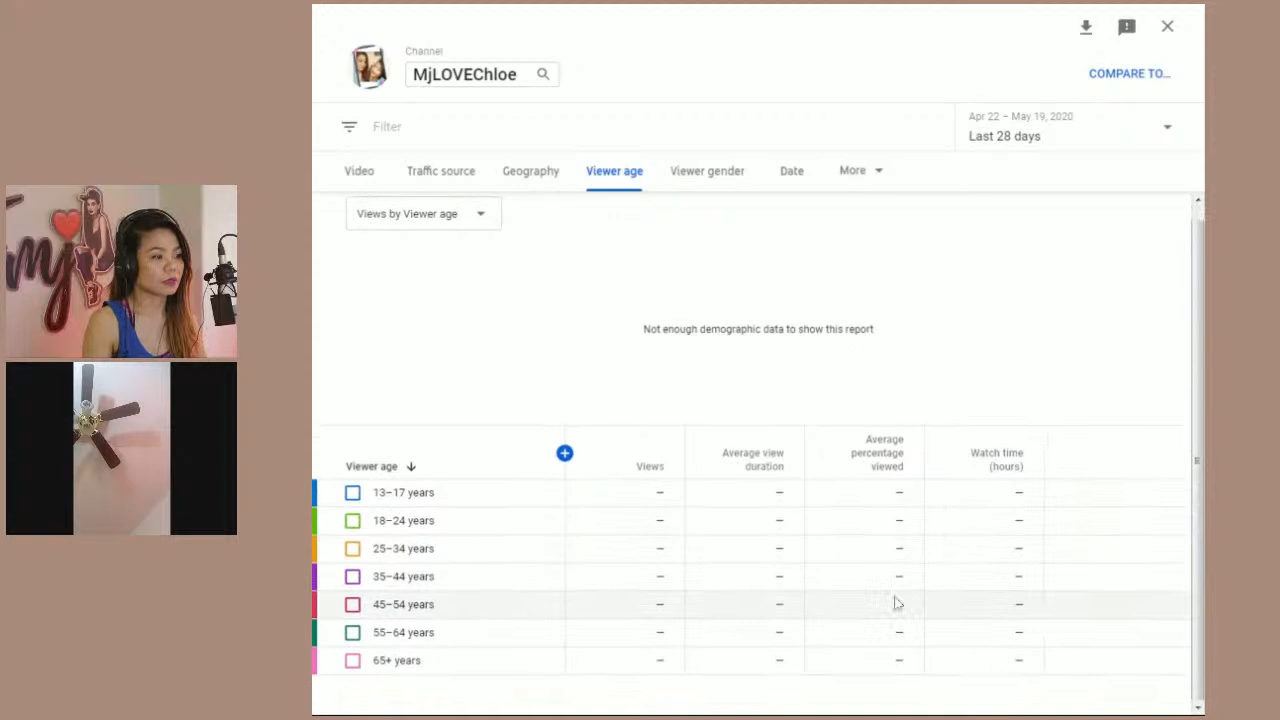 Channel
MjLOVEChloe
COMPARE TO...
Filter
Apr 22 – May 19, 2020
Last 28 days
Video
Traffic source
Geography
Viewer age
Viewer gender
Date
More
Views by Viewer age
Not enough demographic data to show this report
Viewer age
Views
Average view
duration
Average
percentage
viewed
Watch time
(hours)
13–17 years – – – –
18–24 years – – – –
25–34 years – – – –
35–44 years – – – –
45–54 years – – – –
55–64 years – – – –
65+ years – – – –
mj